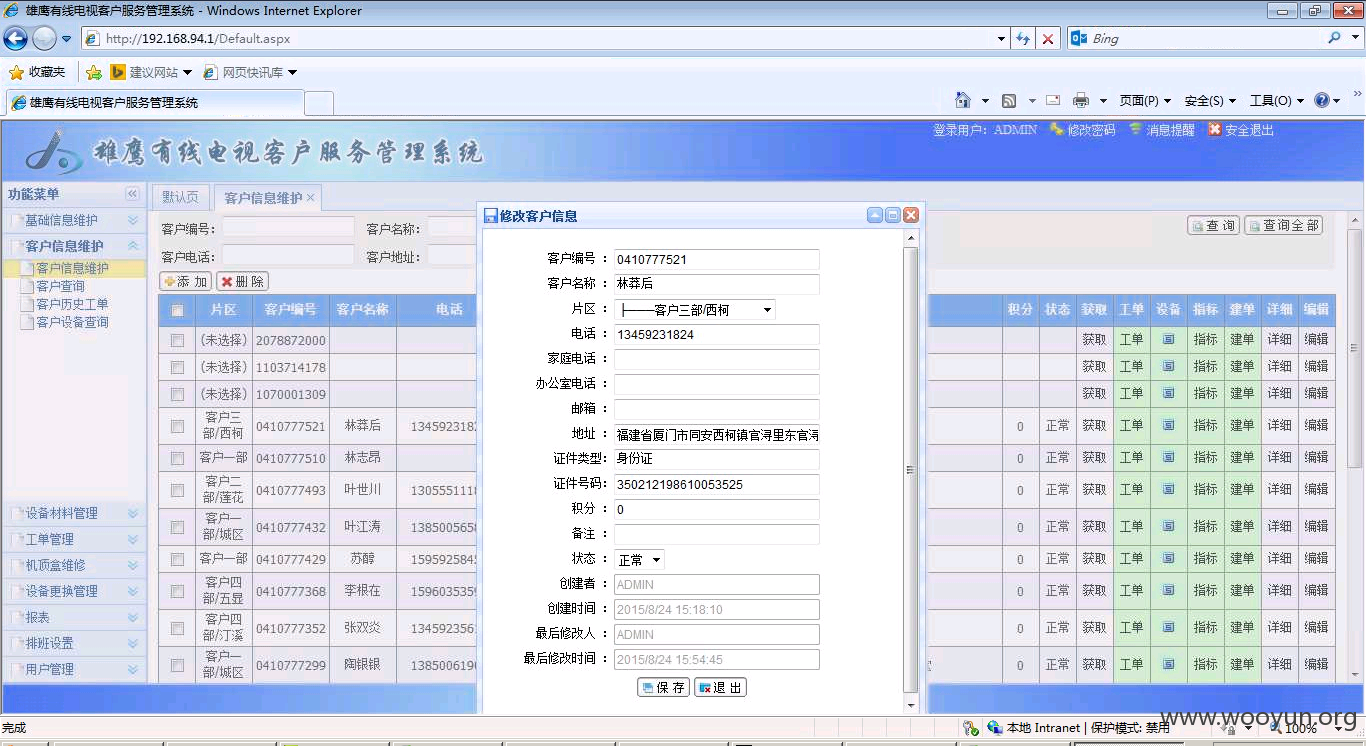 雄鹰有线电视客户服务管理系统 - Windows Internet Explorer
http://192.168.94.1/Default.aspx
Bing
收藏夹 建议网站 网页快讯库
雄鹰有线电视客户服务管理系统
页面(P) 安全(S) 工具(O)
登录用户: ADMIN 修改密码 消息提醒 安全退出
雄鹰有线电视客户服务管理系统
功能菜单
基础信息维护
客户信息维护
客户信息维护
客户查询
客户历史工单
客户设备查询
设备材料管理
工单管理
机顶盒维修
设备更换管理
报表
排班设置
用户管理
默认页 客户信息维护
客户编号: 客户名称:
客户电话: 客户地址:
查 询 查询全部
添 加 删 除
片区 客户编号 客户名称 电话 积分 状态 获取 工单 设备 指标 建单 详细 编辑
(未选择) 2078872000 获取 工单 指标 建单 详细 编辑
(未选择) 1103714178 获取 工单 指标 建单 详细 编辑
(未选择) 1070001309 获取 工单 指标 建单 详细 编辑
客户三部/西柯 0410777521 林莽后 134592318 0 正常 获取 工单 指标 建单 详细 编辑
客户一部 0410777510 林志昂 0 正常 获取 工单 指标 建单 详细 编辑
客户二部/莲花 0410777493 叶世川 130555111 0 正常 获取 工单 指标 建单 详细 编辑
客户一部/城区 0410777432 叶江涛 138500565 0 正常 获取 工单 指标 建单 详细 编辑
客户一部 0410777429 苏醇 159592584 0 正常 获取 工单 指标 建单 详细 编辑
客户四部/五显 0410777368 李根在 159603535 0 正常 获取 工单 指标 建单 详细 编辑
客户四部/汀溪 0410777352 张双炎 134592356 0 正常 获取 工单 指标 建单 详细 编辑
客户一部/城区 0410777299 陶银银 138500619 0 正常 获取 工单 指标 建单 详细 编辑
修改客户信息
客户编号 : 0410777521
客户名称 : 林莽后
片区 : ├───客户三部/西柯
电话 : 13459231824
家庭电话 :
办公室电话 :
邮箱 :
地址 : 福建省厦门市同安西柯镇官浔里东官浔
证件类型: 身份证
证件号码: 350212198610053525
积分 : 0
备注 :
状态 : 正常
创建者 : ADMIN
创建时间 : 2015/8/24 15:18:10
最后修改人 : ADMIN
最后修改时间 : 2015/8/24 15:54:45
保 存 退 出
完成
本地 Intranet | 保护模式: 禁用
100%
www.wooyun.org